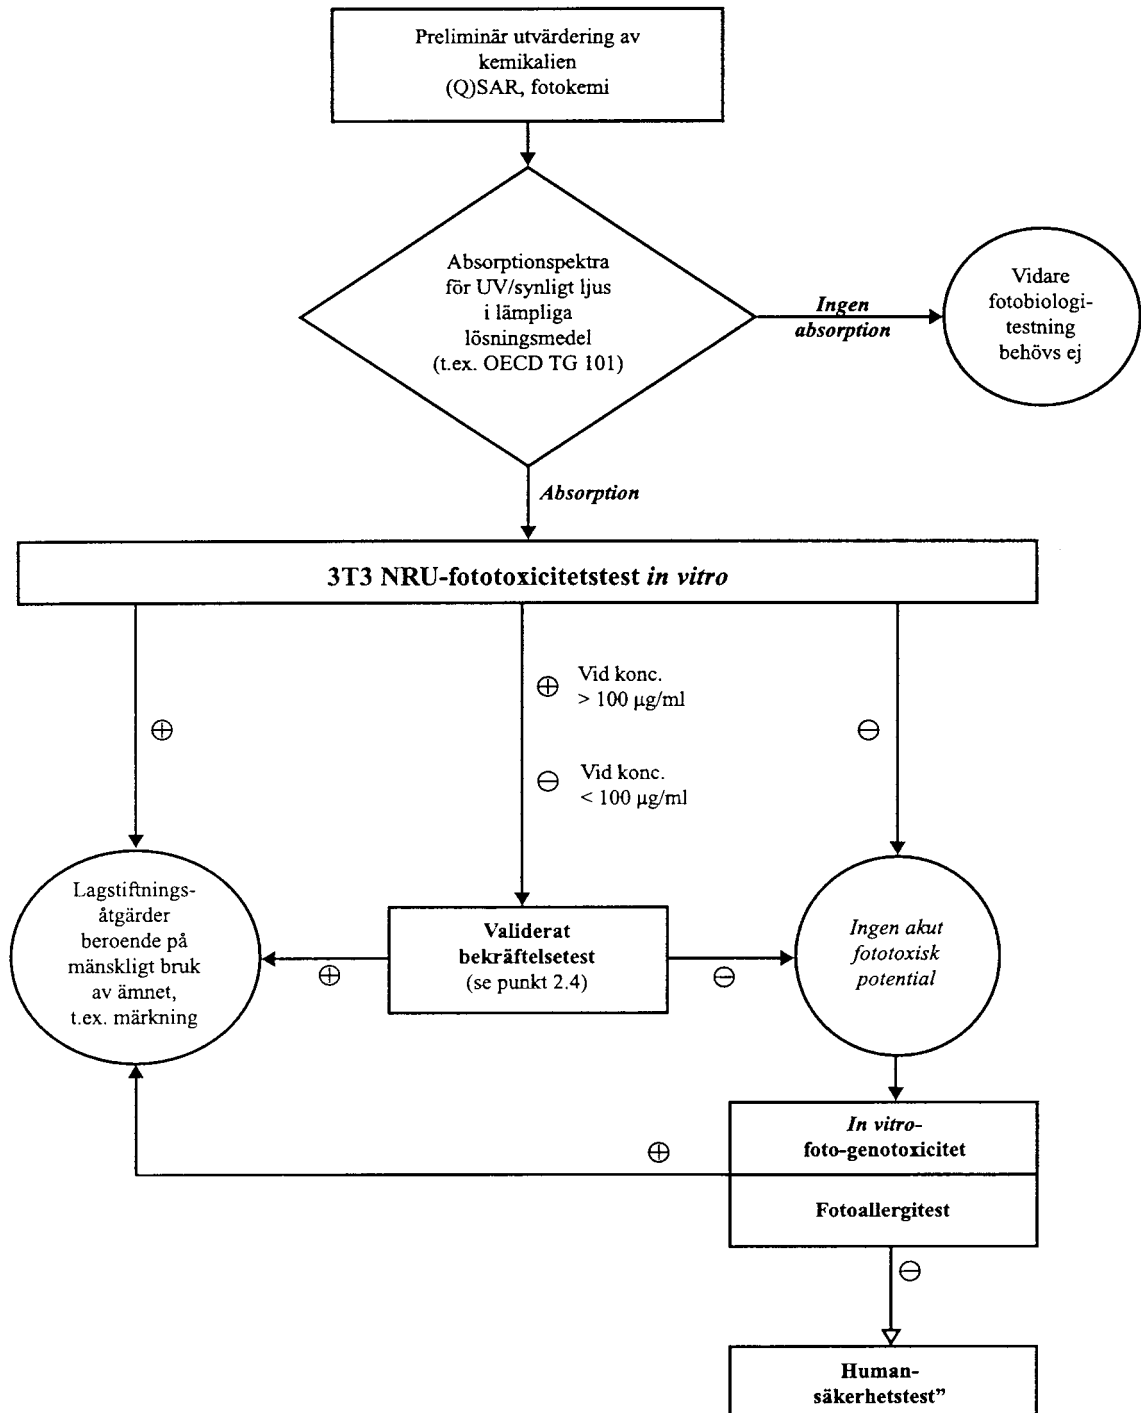 Preliminär utvärdering av
kemikalien
(Q)SAR, fotokemi
Absorptionspektra
för UV/synligt ljus
i lämpliga
lösningsmedel
(t.ex. OECD TG 101)
Ingen
absorption
Vidare
fotobiologi-
testning
behövs ej
Absorption
3T3 NRU-fototoxicitetstest in vitro
⊕ Vid konc.
> 100 µg/ml
⊕
⊖
⊖ Vid konc.
< 100 µg/ml
Lagstiftnings-
åtgärder
beroende på
mänskligt bruk
av ämnet,
t.ex. märkning
⊕
Validerat
bekräftelsetest
(se punkt 2.4)
⊖
Ingen akut
fototoxisk
potential
In vitro-
foto-genotoxicitet
⊕
Fotoallergitest
⊖
Human-
säkerhetstest”